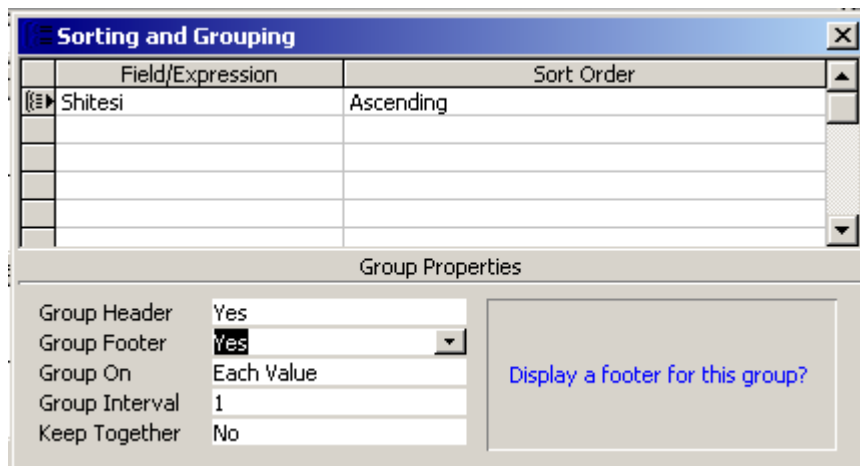 Sorting and Grouping
Field/Expression Sort Order
Shitesi Ascending
Group Properties
Group Header Yes
Group Footer Yes
Group On Each Value
Group Interval 1
Keep Together No
Display a footer for this group?